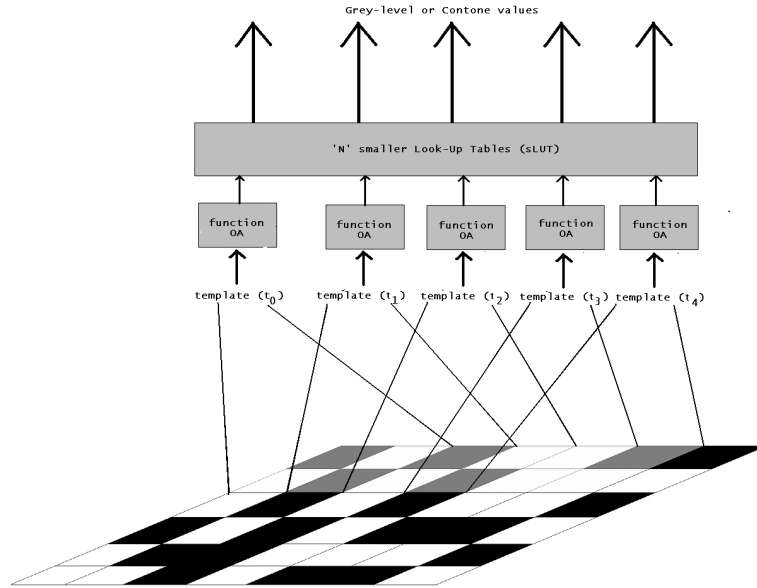 Grey-level or Contone values
'N' smaller Look-Up Tables (sLUT)
function OA
function OA
function OA
function OA
function OA
template (t0)
template (t1)
template (t2)
template (t3)
template (t4)